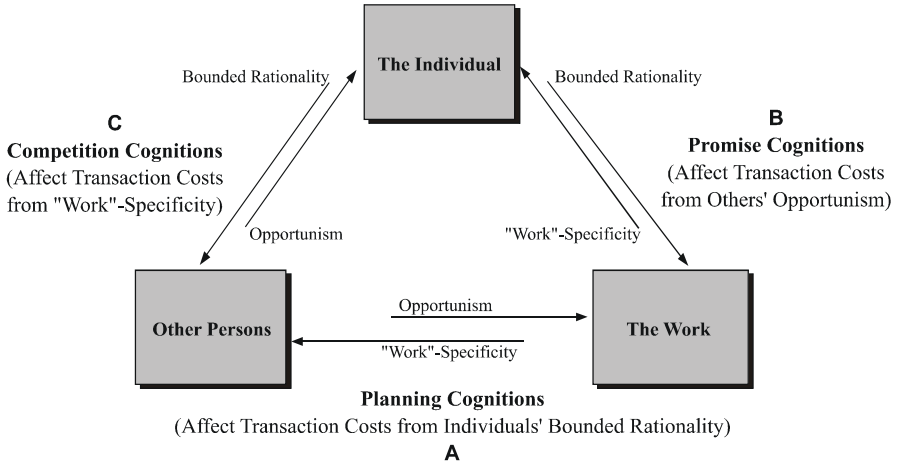 The Individual
Bounded Rationality
Bounded Rationality
C
Competition Cognitions
(Affect Transaction Costs
from "Work"-Specificity)
B
Promise Cognitions
(Affect Transaction Costs
from Others' Opportunism)
Opportunism
"Work"-Specificity
Other Persons
Opportunism
"Work"-Specificity
The Work
Planning Cognitions
(Affect Transaction Costs from Individuals' Bounded Rationality)
A